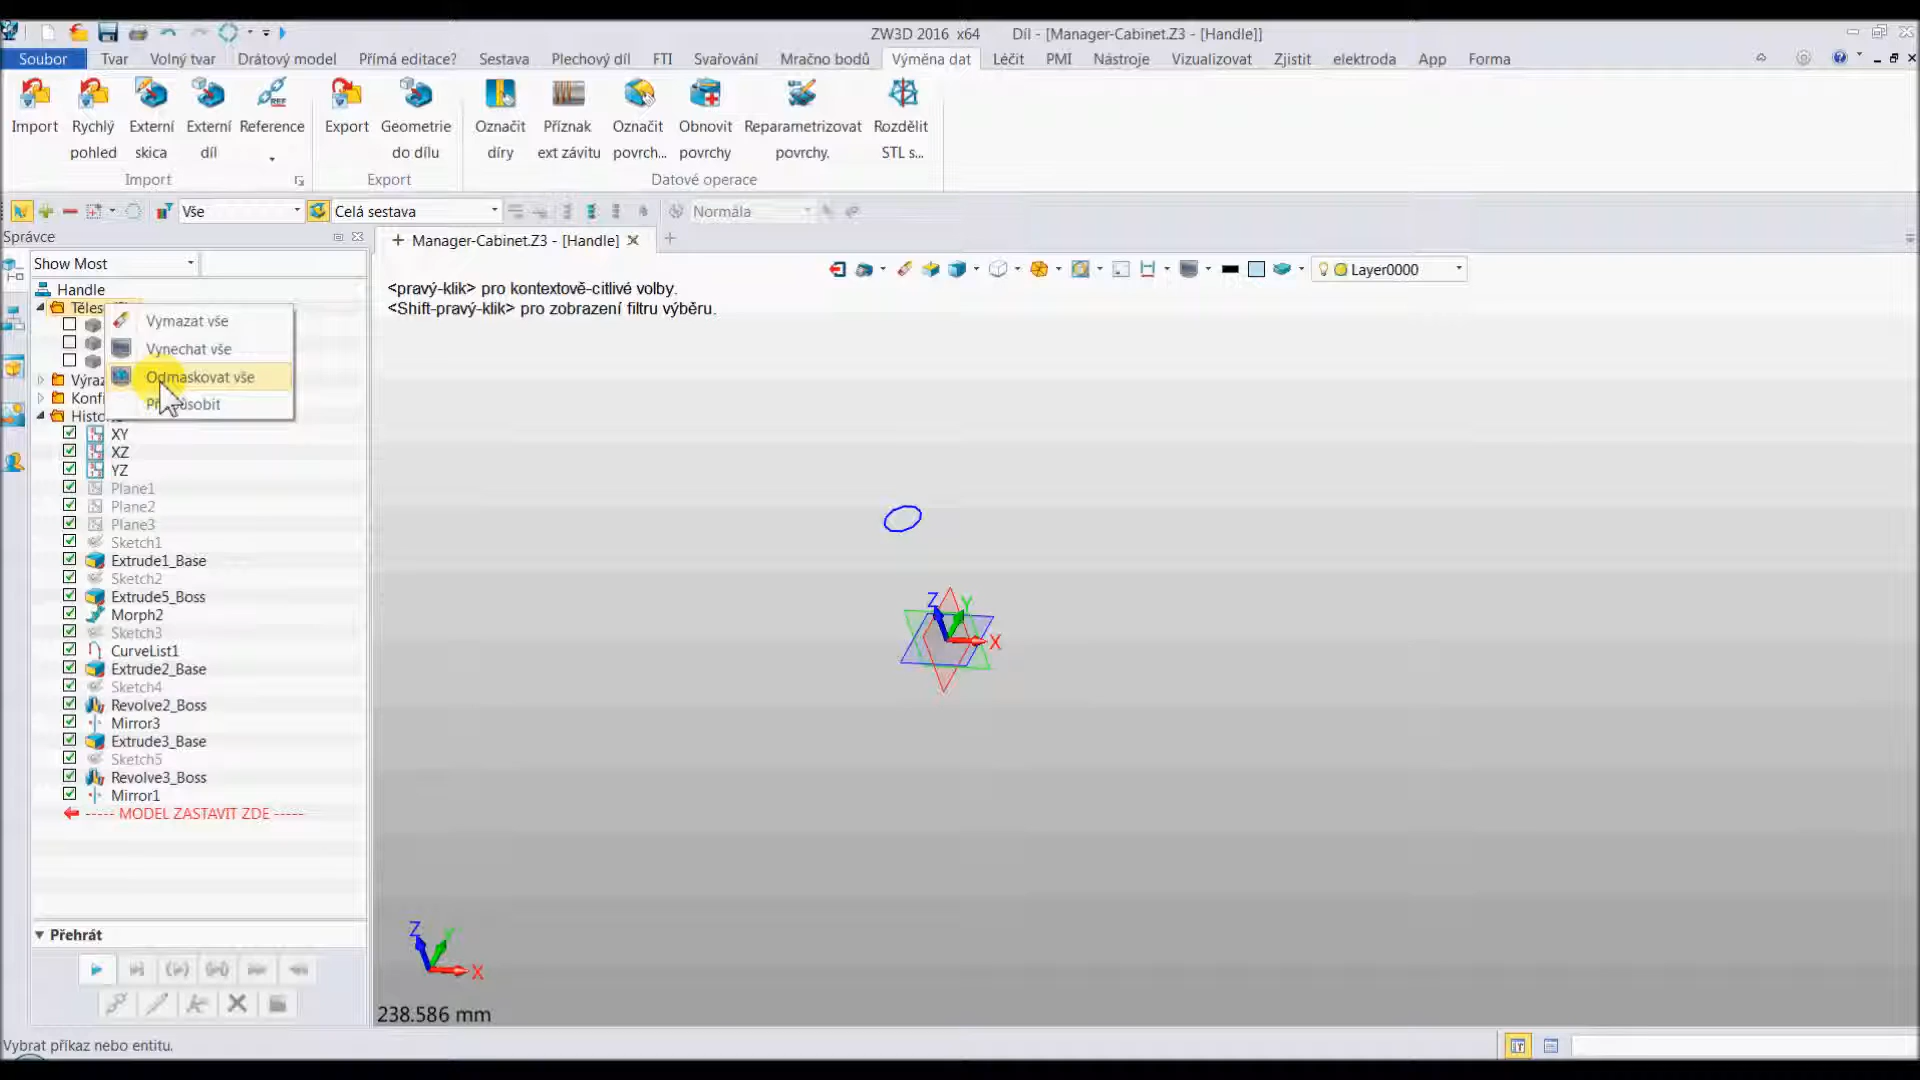 ZW3D 2016 x64 Díl - [Manager-Cabinet.Z3 - [Handle]]
Soubor Tvar Volný tvar Drátový model Přímá editace? Sestava Plechový díl FTI Svařování Mračno bodů Výměna dat Léčit PMI Nástroje Vizualizovat Zjistit elektroda App Forma
Import Rychlý Externí Externí Reference Export Geometrie Označit Příznak Označit Obnovit Reparametrizovat Rozdělit
pohled skica díl do dílu díry ext závitu povrch... povrchy povrchy. STL s...
Import Export Datové operace
Vše Celá sestava Normála
Správce
Manager-Cabinet.Z3 - [Handle]
Show Most
Layer0000
<pravý-klik> pro kontextově-citlivé volby.
<Shift-pravý-klik> pro zobrazení filtru výběru.
Handle
Vymazat vše
Vynechat vše
Odmaskovat vše
XY
XZ
YZ
Plane1
Plane2
Plane3
Sketch1
Extrude1_Base
Sketch2
Extrude5_Boss
Morph2
Sketch3
CurveList1
Extrude2_Base
Sketch4
Revolve2_Boss
Mirror3
Extrude3_Base
Sketch5
Revolve3_Boss
Mirror1
----- MODEL ZASTAVIT ZDE -----
Z Y X
Přehrát
Z Y X
238.586 mm
Vybrat příkaz nebo entitu.